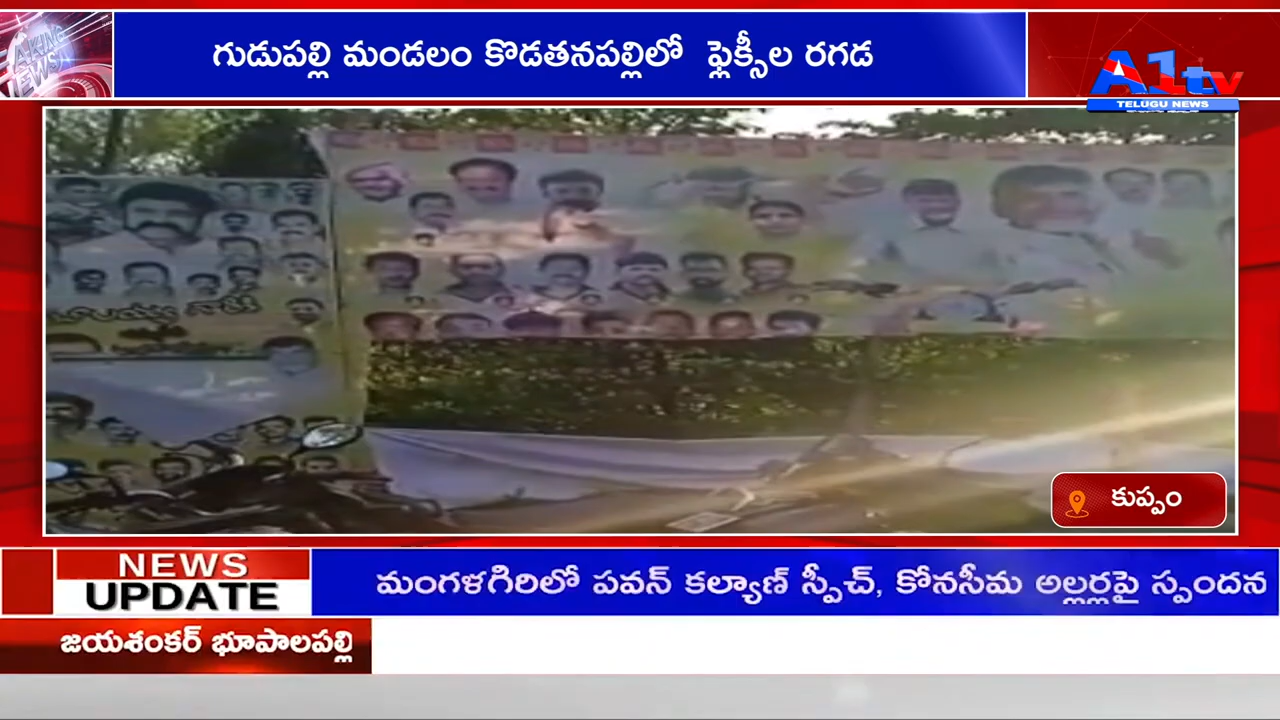 గుడుపల్లి మండలం కొడతనపల్లిలో ఫ్లెక్సీల రగడ
A1tv
TELUGU NEWS
కుప్పం
NEWS
UPDATE
మంగళగిరిలో పవన్ కల్యాణ్ స్పీచ్, కోనసీమ అల్లర్లపై స్పందన
జయశంకర్ భూపాలపల్లి